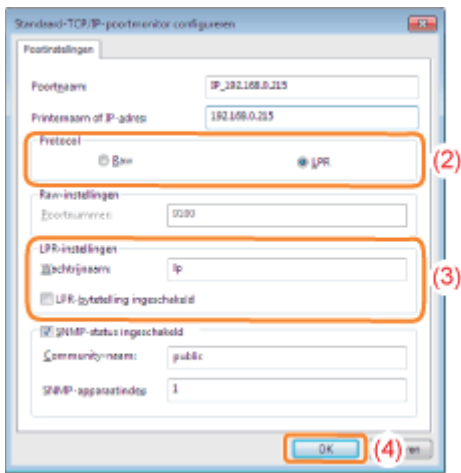 Standaard-TCP/IP-poortmonitor configureren
Poortinstellingen
Poortnaam: IP_192.168.0.215
Printernaam of IP-adres: 192.168.0.215
Protocol
(2)
Raw LPR
Raw-instellingen
Poortnummer: 9100
LPR-instellingen
(3)
Wachtrijnaam: lp
LPR-bytetelling ingeschakeld
SNMP-status ingeschakeld
Community-naam: public
SNMP-apparaatindex 1
OK (4) en